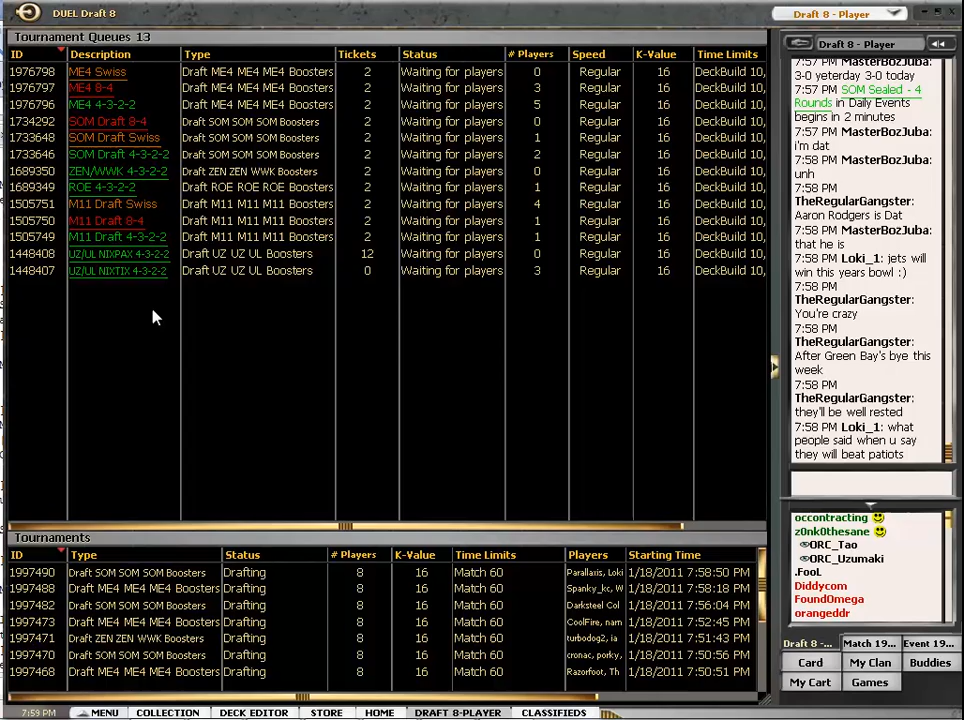 DUEL Draft 8
Draft 8 - Player
Tournament Queues 13
ID Description Type Tickets Status # Players Speed K-Value Time Limits
1976798 ME4 Swiss Draft ME4 ME4 ME4 Boosters 2 Waiting for players 0 Regular 16 DeckBuild 10,
1976797 ME4 8-4 Draft ME4 ME4 ME4 Boosters 2 Waiting for players 3 Regular 16 DeckBuild 10,
1976796 ME4 4-3-2-2 Draft ME4 ME4 ME4 Boosters 2 Waiting for players 5 Regular 16 DeckBuild 10,
1734292 SOM Draft 8-4 Draft SOM SOM SOM Boosters 2 Waiting for players 0 Regular 16 DeckBuild 10,
1733648 SOM Draft Swiss Draft SOM SOM SOM Boosters 2 Waiting for players 1 Regular 16 DeckBuild 10,
1733646 SOM Draft 4-3-2-2 Draft SOM SOM SOM Boosters 2 Waiting for players 2 Regular 16 DeckBuild 10,
1689350 ZEN/WWK 4-3-2-2 Draft ZEN ZEN WWK Boosters 2 Waiting for players 0 Regular 16 DeckBuild 10,
1689349 ROE 4-3-2-2 Draft ROE ROE ROE Boosters 2 Waiting for players 1 Regular 16 DeckBuild 10,
1505751 M11 Draft Swiss Draft M11 M11 M11 Boosters 2 Waiting for players 4 Regular 16 DeckBuild 10,
1505750 M11 Draft 8-4 Draft M11 M11 M11 Boosters 2 Waiting for players 1 Regular 16 DeckBuild 10,
1505749 M11 Draft 4-3-2-2 Draft M11 M11 M11 Boosters 2 Waiting for players 1 Regular 16 DeckBuild 10,
1448408 UZ/UL NIXPAX 4-3-2-2 Draft UZ UZ UL Boosters 12 Waiting for players 0 Regular 16 DeckBuild 10,
1448407 UZ/UL NIXTIX 4-3-2-2 Draft UZ UZ UL Boosters 0 Waiting for players 3 Regular 16 DeckBuild 10,
Tournaments
ID Type Status # Players K-Value Time Limits Players Starting Time
1997490 Draft SOM SOM SOM Boosters Drafting 8 16 Match 60 Parallaxis, Loki 1/18/2011 7:58:50 PM
1997488 Draft ME4 ME4 ME4 Boosters Drafting 8 16 Match 60 Spanky_kc, W 1/18/2011 7:58:18 PM
1997482 Draft SOM SOM SOM Boosters Drafting 8 16 Match 60 Darksteel Col 1/18/2011 7:56:04 PM
1997473 Draft ME4 ME4 ME4 Boosters Drafting 8 16 Match 60 CoolFire, nam 1/18/2011 7:52:45 PM
1997471 Draft ZEN ZEN WWK Boosters Drafting 8 16 Match 60 turbodog2, ia 1/18/2011 7:51:43 PM
1997470 Draft SOM SOM SOM Boosters Drafting 8 16 Match 60 cronac, porky, 1/18/2011 7:50:56 PM
1997468 Draft ME4 ME4 ME4 Boosters Drafting 8 16 Match 60 Razorfoot, Th 1/18/2011 7:50:51 PM
Draft 8 - Player
7:57 PM MasterBozJuba:
3-0 yeterday 3-0 today
7:57 PM SOM Sealed - 4
Rounds in Daily Events
begins in 2 minutes
7:57 PM MasterBozJuba:
i'm dat
7:58 PM MasterBozJuba:
unh
7:58 PM
TheRegularGangster:
Aaron Rodgers is Dat
7:58 PM MasterBozJuba:
that he is
7:58 PM Loki_1: jets will
win this years bowl :)
7:58 PM
TheRegularGangster:
You're crazy
7:58 PM
TheRegularGangster:
After Green Bay's bye this
week
7:58 PM
TheRegularGangster:
they'll be well rested
7:58 PM Loki_1: what
people said when u say
they will beat patiots
occontracting
z0nk0thesane
ORC_Tao
ORC_Uzumaki
.FooL
Diddycom
FoundOmega
orangeddr
Draft 8 -... Match 19... Event 19...
Card My Clan Buddies
My Cart Games
7:59 PM MENU COLLECTION DECK EDITOR STORE HOME DRAFT 8-PLAYER CLASSIFIEDS